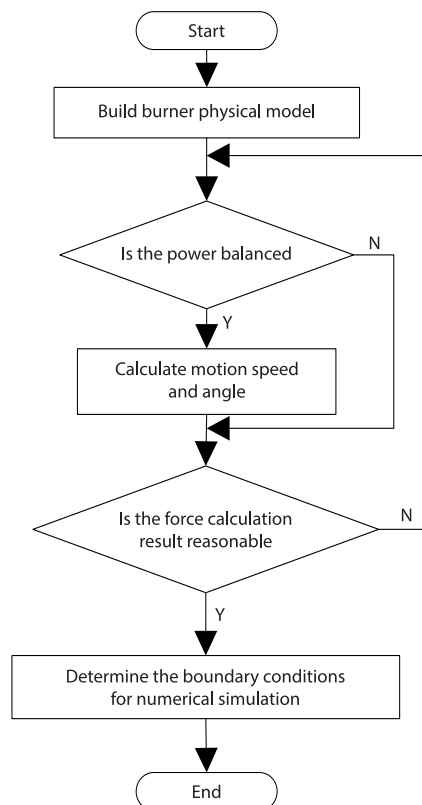 Start
Build burner physical model
Is the power balanced
N
Y
Calculate motion speed
and angle
Is the force calculation
result reasonable
N
Y
Determine the boundary conditions
for numerical simulation
End